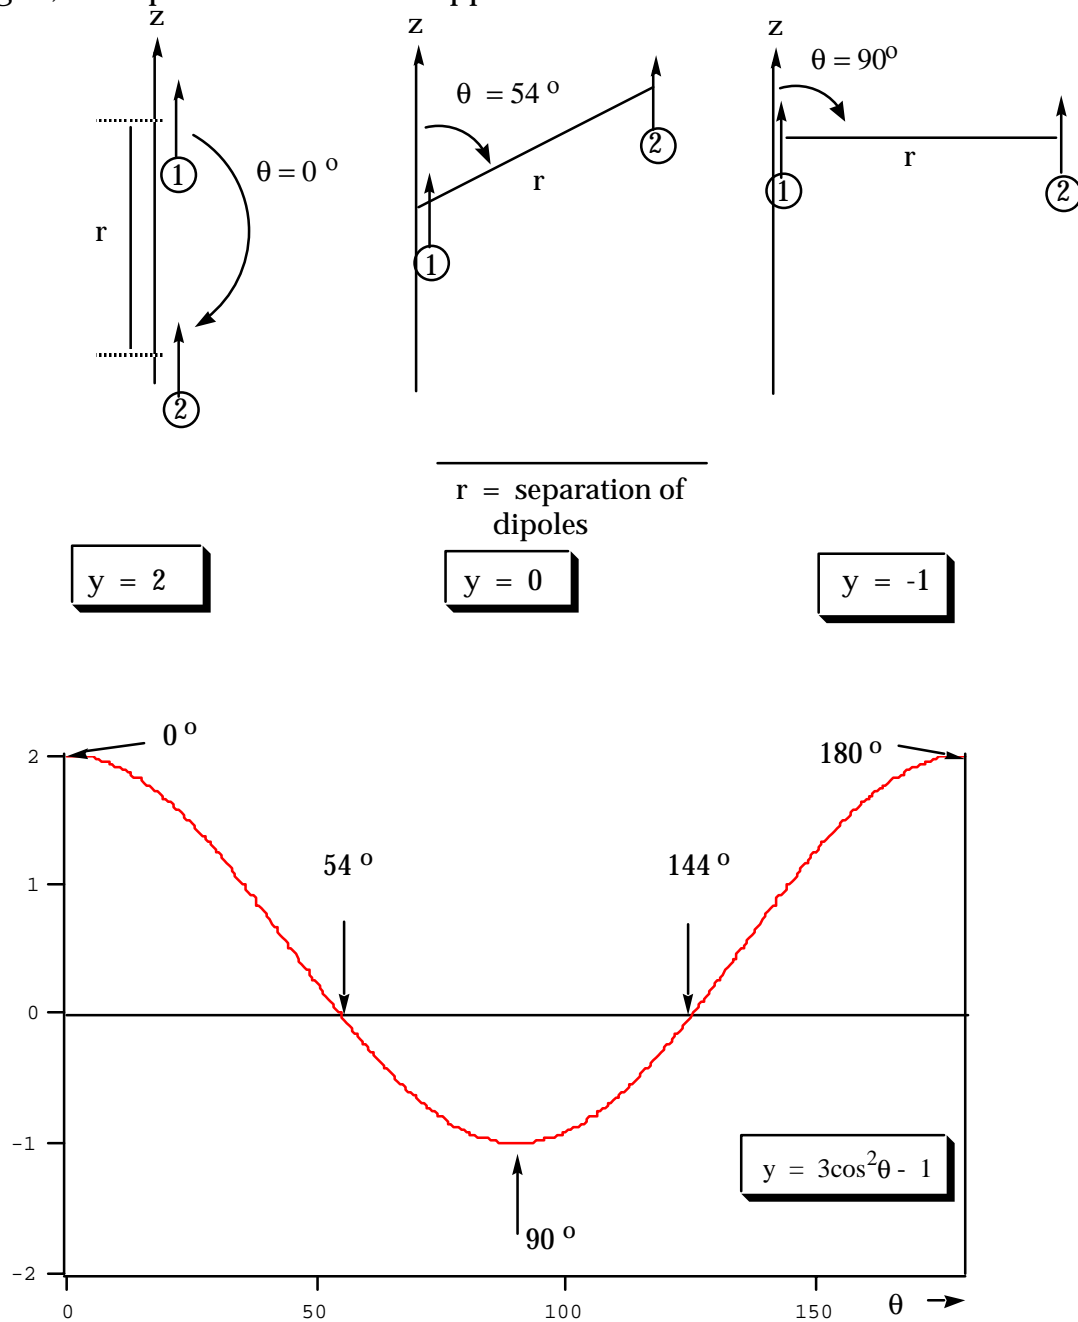 z
z
z
θ = 0 o
θ = 54 o
θ = 90o
r
r
r
1
2
1
2
1
2
r = separation of
dipoles
y = 2
y = 0
y = -1
0 o
180 o
54 o
144 o
90 o
y = 3cos2θ - 1
2
1
0
-1
-2
0
50
100
150
θ